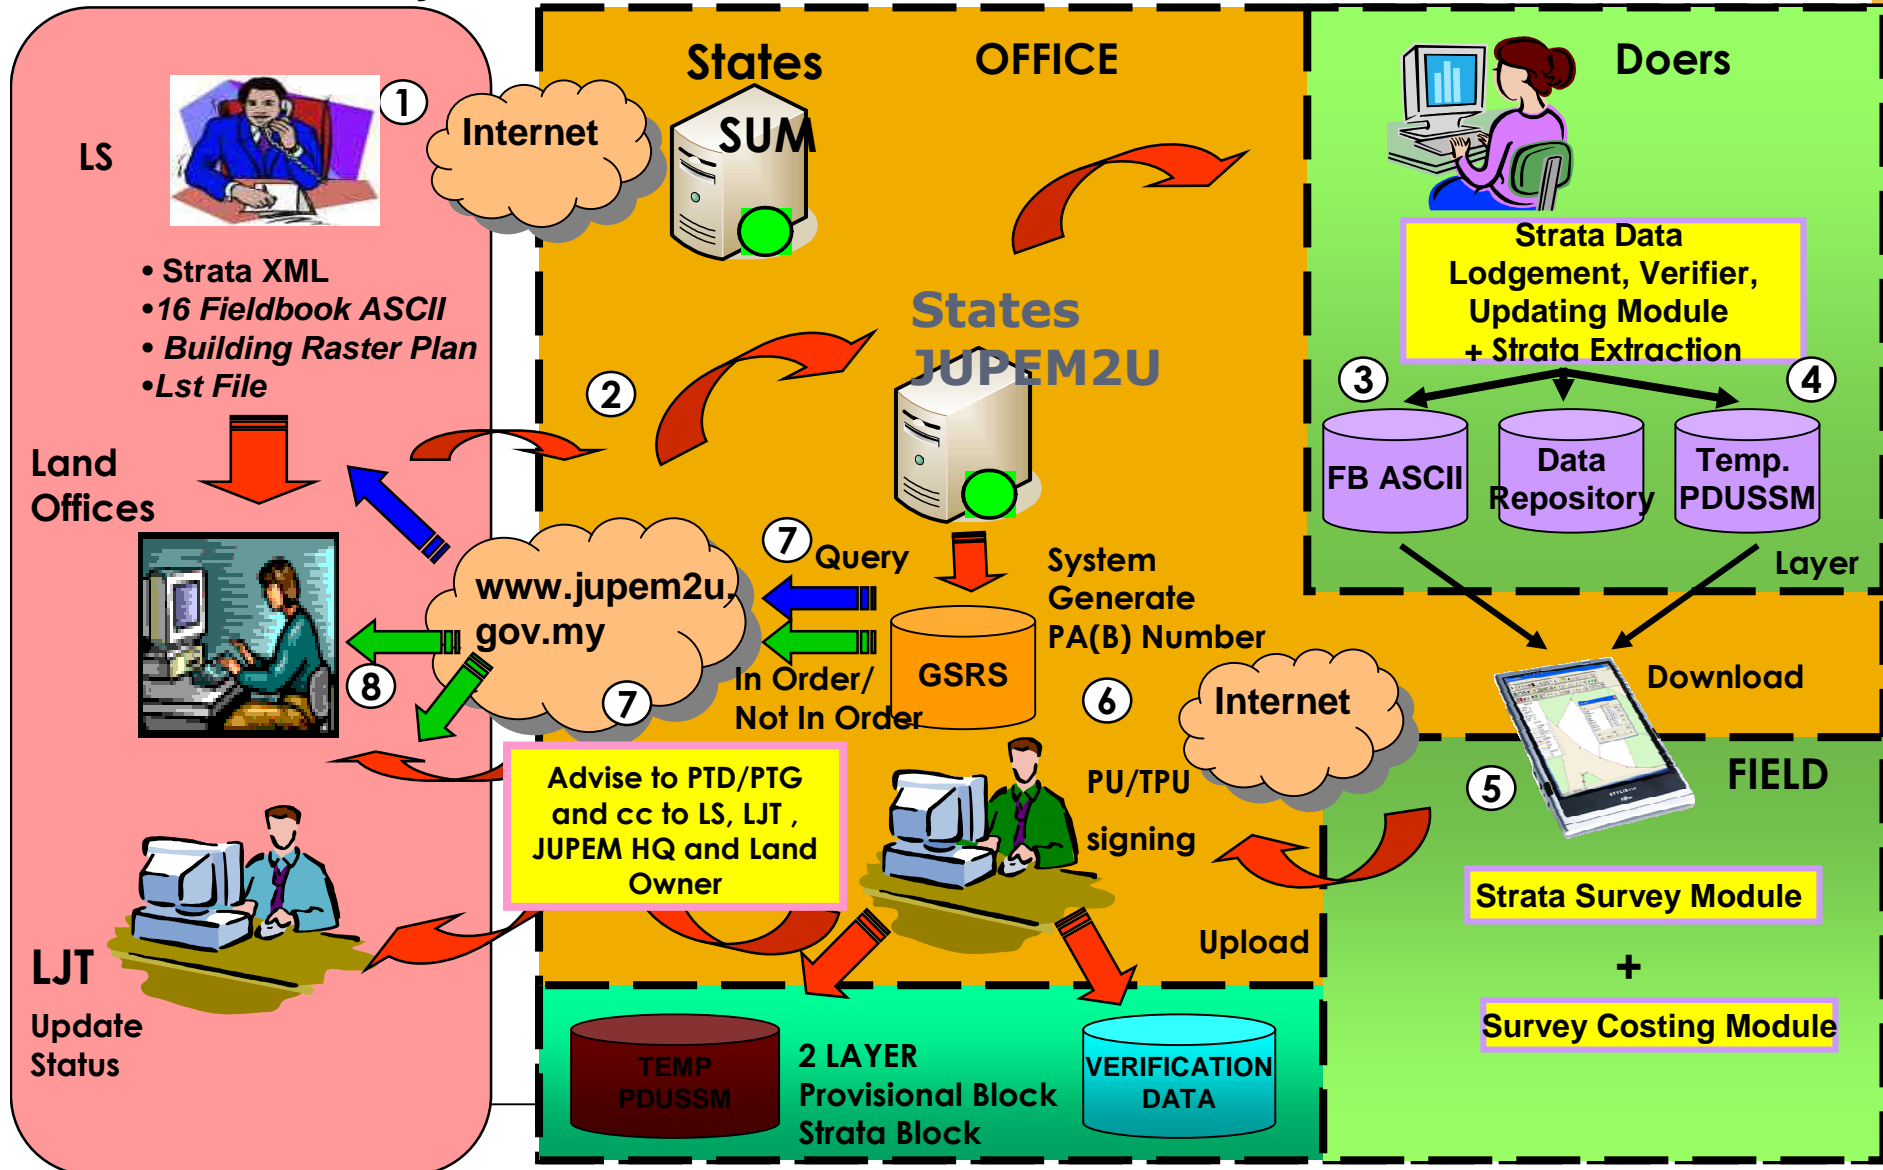 LS
1
Internet
• Strata XML
•16 Fieldbook ASCII
• Building Raster Plan
•Lst File
Land
Offices
8
LJT
Update
Status
States
SUM
OFFICE
2
States
JUPEM2U
www.jupem2u.
gov.my
7
7
Query
In Order/
Not In Order
GSRS
System
Generate
PA(B) Number
6
Internet
PU/TPU
signing
Upload
Advise to PTD/PTG
and cc to LS, LJT ,
JUPEM HQ and Land
Owner
TEMP
PDUSSM
2 LAYER
Provisional Block
Strata Block
VERIFICATION
DATA
Doers
Strata Data
Lodgement, Verifier,
Updating Module
+ Strata Extraction
3
4
FB ASCII
Data
Repository
Temp.
PDUSSM
Layer
Download
5
FIELD
Strata Survey Module
+
Survey Costing Module